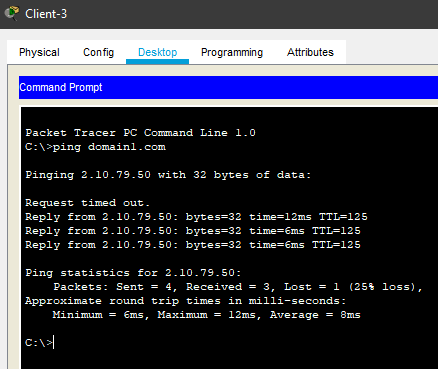 Client-3
Physical Config Desktop Programming Attributes
Command Prompt
Packet Tracer PC Command Line 1.0
C:\>ping domain1.com
Pinging 2.10.79.50 with 32 bytes of data:
Request timed out.
Reply from 2.10.79.50: bytes=32 time=12ms TTL=125
Reply from 2.10.79.50: bytes=32 time=6ms TTL=125
Reply from 2.10.79.50: bytes=32 time=6ms TTL=125
Ping statistics for 2.10.79.50:
Packets: Sent = 4, Received = 3, Lost = 1 (25% loss),
Approximate round trip times in milli-seconds:
Minimum = 6ms, Maximum = 12ms, Average = 8ms
C:\>